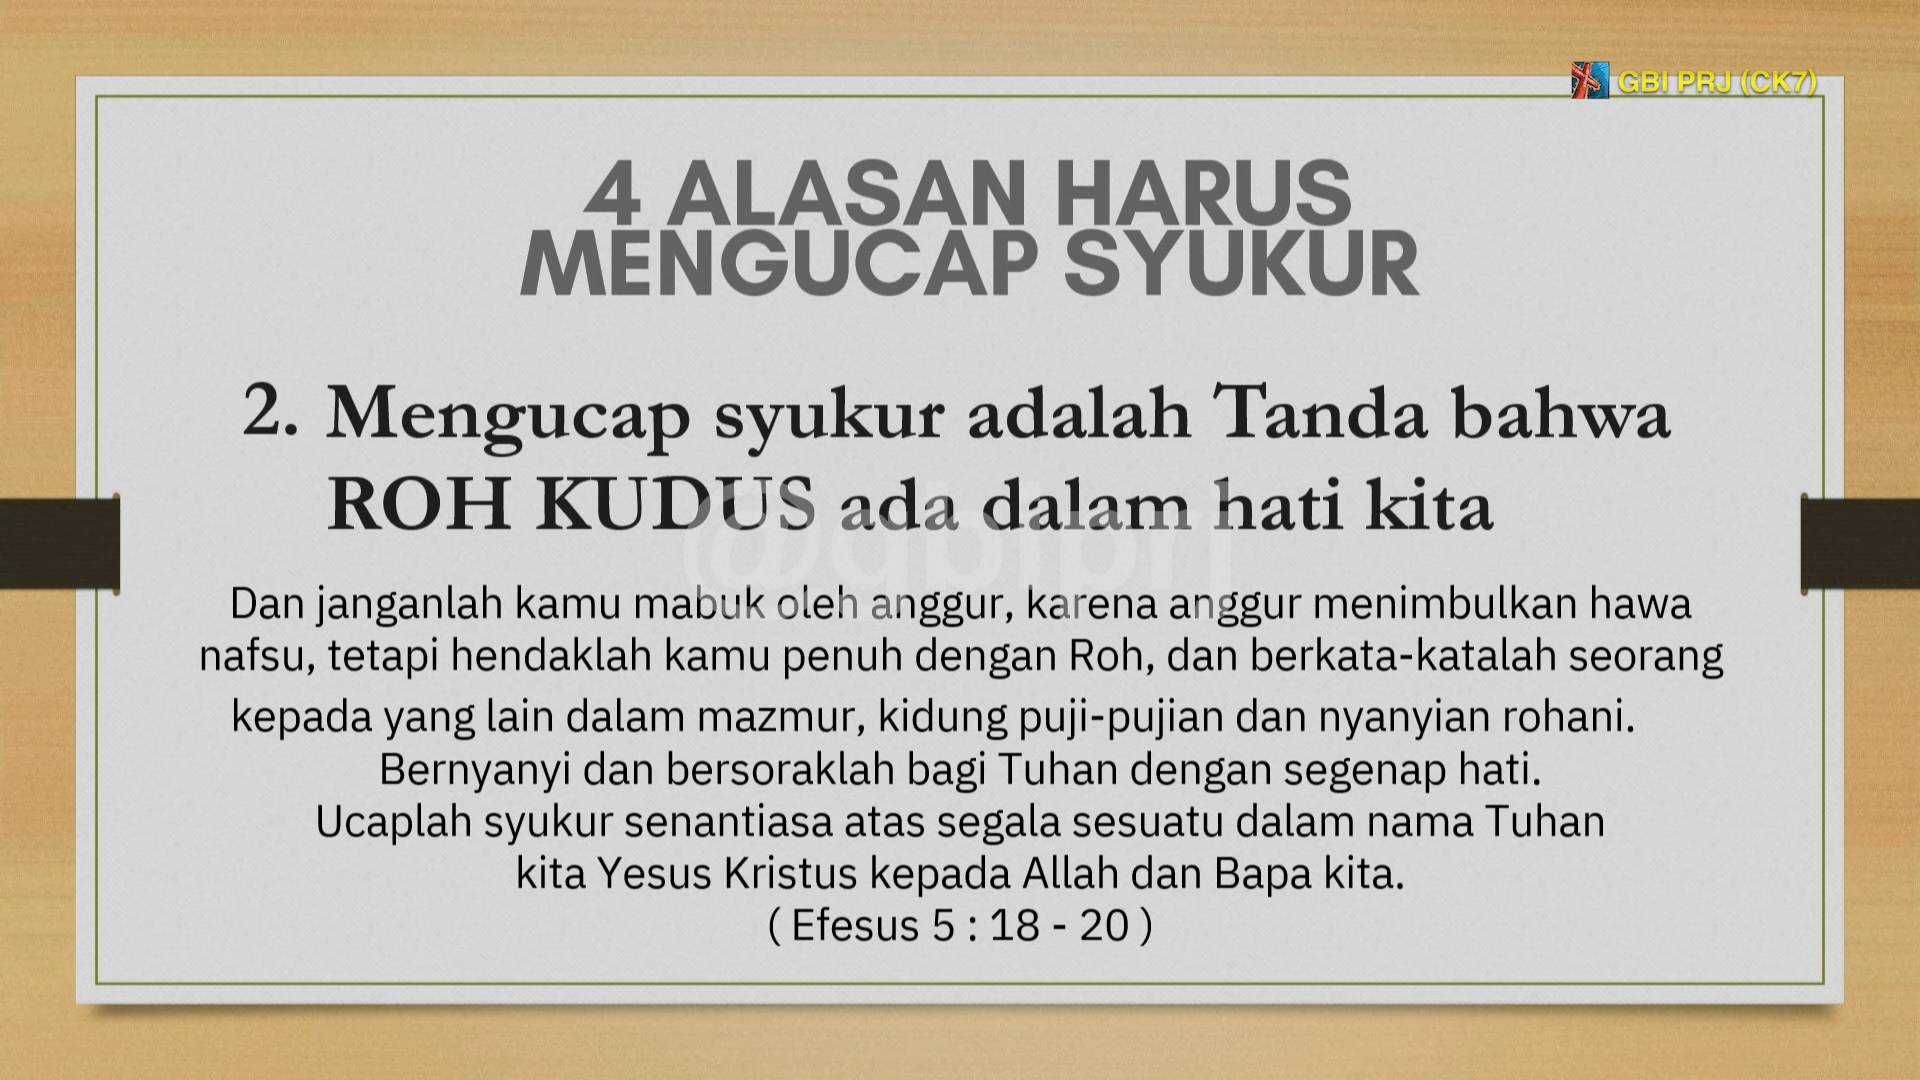 GBI PRJ (CK7)
4 ALASAN HARUS
MENGUCAP SYUKUR
2. Mengucap syukur adalah Tanda bahwa
ROH KUDUS ada dalam hati kita
@gbiprj
Dan janganlah kamu mabuk oleh anggur, karena anggur menimbulkan hawa
nafsu, tetapi hendaklah kamu penuh dengan Roh, dan berkata-katalah seorang
kepada yang lain dalam mazmur, kidung puji-pujian dan nyanyian rohani.
Bernyanyi dan bersoraklah bagi Tuhan dengan segenap hati.
Ucaplah syukur senantiasa atas segala sesuatu dalam nama Tuhan
kita Yesus Kristus kepada Allah dan Bapa kita.
( Efesus 5 : 18 - 20 )